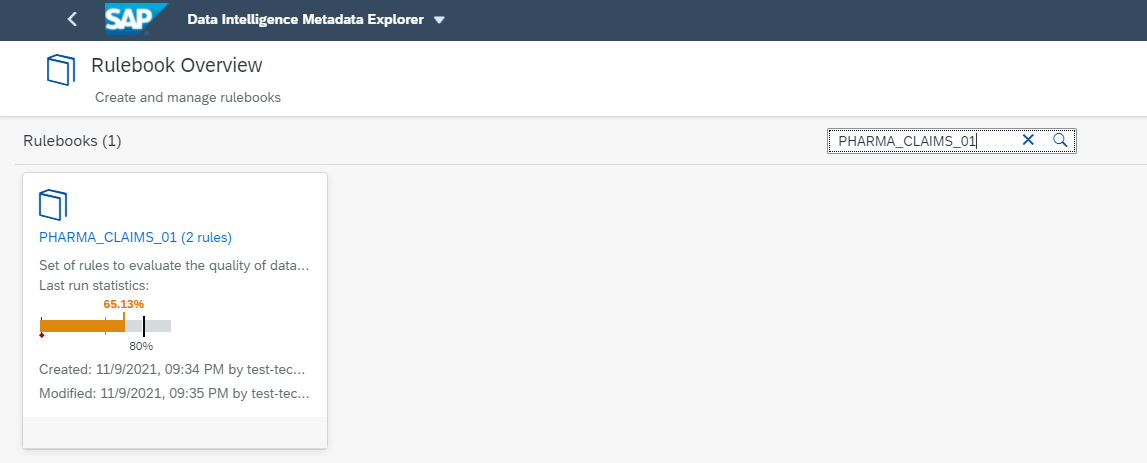 SAP Data Intelligence Metadata Explorer
Rulebook Overview
Create and manage rulebooks
Rulebooks (1)
PHARMA_CLAIMS_01
PHARMA_CLAIMS_01 (2 rules)
Set of rules to evaluate the quality of data...
Last run statistics:
65.13%
80%
Created: 11/9/2021, 09:34 PM by test-tec...
Modified: 11/9/2021, 09:35 PM by test-tec...